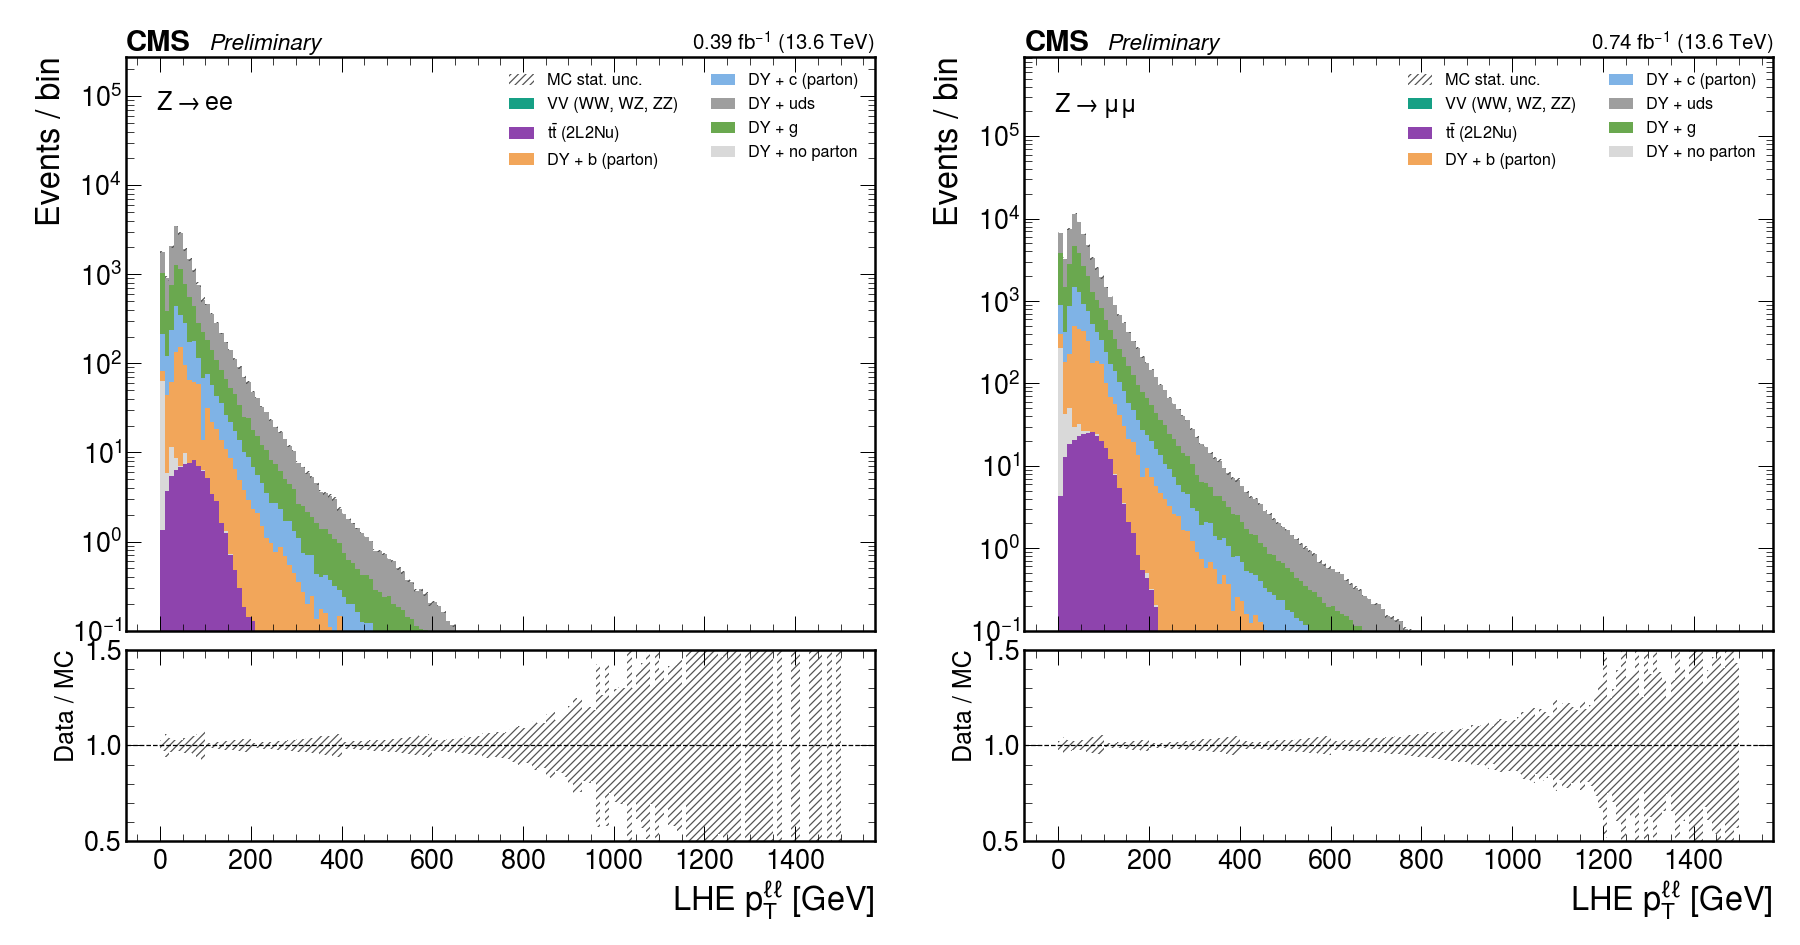 CMS Preliminary 0.39 fb⁻¹ (13.6 TeV)
Events / bin
Z → ee
MC stat. unc.
VV (WW, WZ, ZZ)
tt̄ (2L2Nu)
DY + b (parton)
DY + c (parton)
DY + uds
DY + g
DY + no parton
10⁵
10⁴
10³
10²
10¹
10⁰
10⁻¹
Data / MC
1.5
1.0
0.5
0 200 400 600 800 1000 1200 1400
LHE p_T^ℓℓ [GeV]
CMS Preliminary 0.74 fb⁻¹ (13.6 TeV)
Events / bin
Z → μμ
MC stat. unc.
VV (WW, WZ, ZZ)
tt̄ (2L2Nu)
DY + b (parton)
DY + c (parton)
DY + uds
DY + g
DY + no parton
10⁵
10⁴
10³
10²
10¹
10⁰
10⁻¹
Data / MC
1.5
1.0
0.5
0 200 400 600 800 1000 1200 1400
LHE p_T^ℓℓ [GeV]